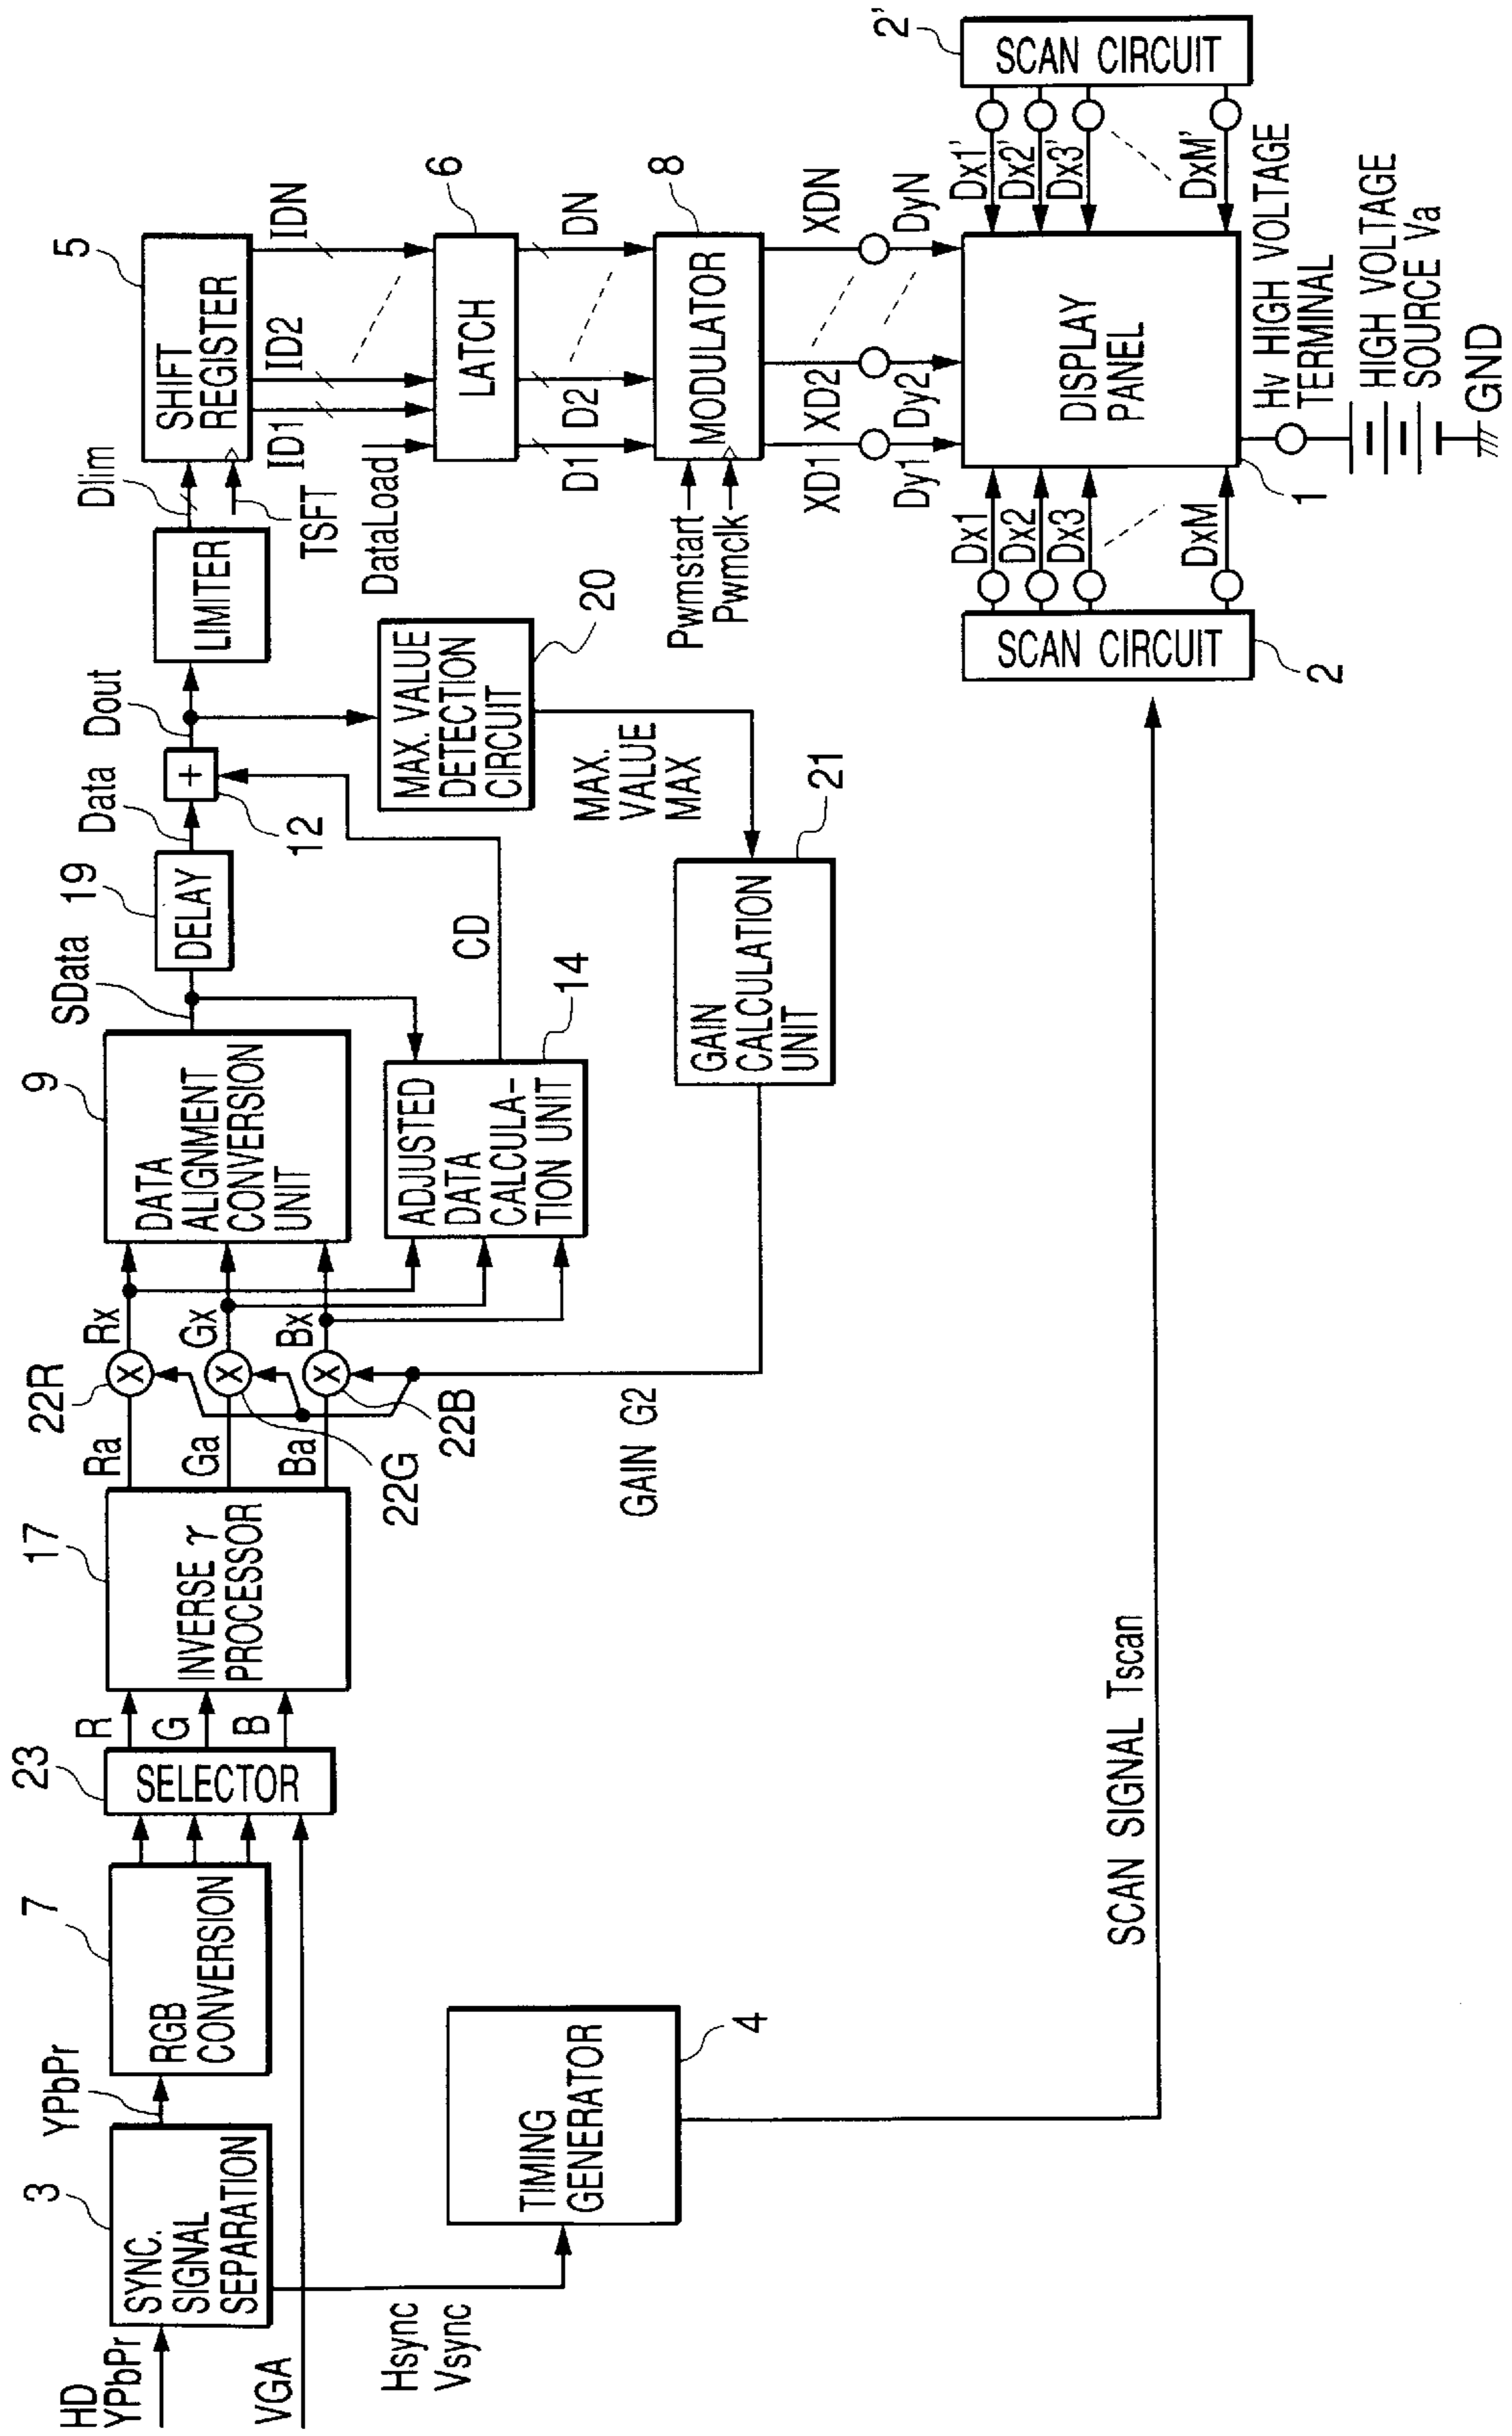 HD
YPbPr
VGA
3
SYNC.
SIGNAL
SEPARATION
YPbPr
Hsync
Vsync
7
RGB
CONVERSION
4
TIMING
GENERATOR
23
SELECTOR
R
G
B
17
INVERSE γ
PROCESSOR
Ra
Ga
Ba
22R
22G
22B
X
X
X
Rx
Gx
Bx
GAIN G2
9
DATA
ALIGNMENT
CONVERSION
UNIT
14
ADJUSTED
DATA
CALCULA-
TION UNIT
SData
CD
19
DELAY
Data
12
+
Dout
21
GAIN
CALCULATION
UNIT
MAX.
VALUE
MAX
20
MAX. VALUE
DETECTION
CIRCUIT
LIMITER
Dlim
TSFT
5
SHIFT
REGISTER
ID1
ID2
IDN
DataLoad
6
LATCH
D1
D2
DN
Pwmstart
Pwmclk
8
MODULATOR
XD1
XD2
XDN
Dy1
Dy2
DyN
SCAN SIGNAL Tscan
2
SCAN CIRCUIT
Dx1
Dx2
Dx3
DxM
1
DISPLAY
PANEL
2'
SCAN CIRCUIT
Dx1'
Dx2'
Dx3'
DxM'
Hv HIGH VOLTAGE
TERMINAL
HIGH VOLTAGE
SOURCE Va
GND